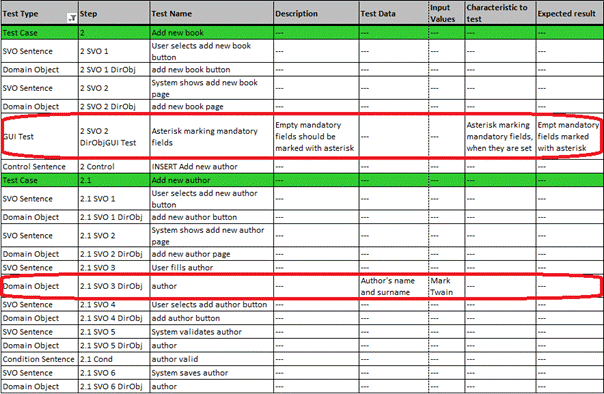 Test Type Step Test Name Description Test Data Input Values Characteristic to test Expected result
Test Case 2 Add new book --- --- --- --- ---
SVO Sentence 2 SVO 1 User selects add new book button --- --- --- --- ---
Domain Object 2 SVO 1 DirObj add new book button --- --- --- --- ---
SVO Sentence 2 SVO 2 System shows add new book page --- --- --- --- ---
Domain Object 2 SVO 2 DirObj add new book page --- --- --- --- ---
GUI Test 2 SVO 2 DirObjGUI Test Asterisk marking mandatory fields Empty mandatory fields should be marked with asterisk --- --- Asterisk marking mandatory fields, when they are set Empt mandatory fields marked with asterisk
Control Sentence 2 Control INSERT Add new author --- --- --- --- ---
Test Case 2.1 Add new author --- --- --- --- ---
SVO Sentence 2.1 SVO 1 User selects add new author button --- --- --- --- ---
Domain Object 2.1 SVO 1 DirObj add new author button --- --- --- --- ---
SVO Sentence 2.1 SVO 2 System shows add new author page --- --- --- --- ---
Domain Object 2.1 SVO 2 DirObj add new author page --- --- --- --- ---
SVO Sentence 2.1 SVO 3 User fills author --- --- --- --- ---
Domain Object 2.1 SVO 3 DirObj author --- Author's name and surname Mark Twain --- ---
SVO Sentence 2.1 SVO 4 User selects add author button --- --- --- --- ---
Domain Object 2.1 SVO 4 DirObj add author button --- --- --- --- ---
SVO Sentence 2.1 SVO 5 System validates author --- --- --- --- ---
Domain Object 2.1 SVO 5 DirObj author --- --- --- --- ---
Condition Sentence 2.1 Cond author valid --- --- --- --- ---
SVO Sentence 2.1 SVO 6 System saves author --- --- --- --- ---
Domain Object 2.1 SVO 6 DirObj author --- --- --- --- ---